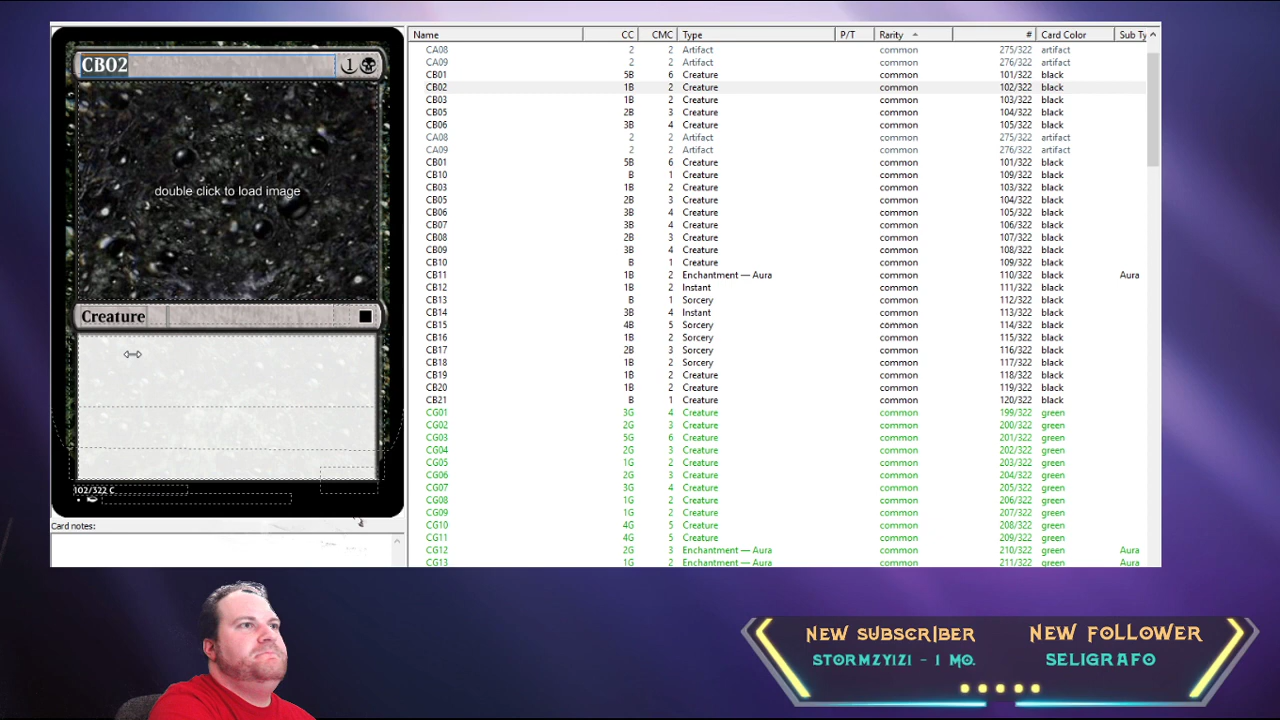 CB02 1
double click to load image
Creature
102/322 C
Card notes:
Name CC CMC Type P/T Rarity # Card Color Sub Ty
CA08 2 2 Artifact common 275/322 artifact
CA09 2 2 Artifact common 276/322 artifact
CB01 5B 6 Creature common 101/322 black
CB02 1B 2 Creature common 102/322 black
CB03 1B 2 Creature common 103/322 black
CB05 2B 3 Creature common 104/322 black
CB06 3B 4 Creature common 105/322 black
CA08 2 2 Artifact common 275/322 artifact
CA09 2 2 Artifact common 276/322 artifact
CB01 5B 6 Creature common 101/322 black
CB10 B 1 Creature common 109/322 black
CB03 1B 2 Creature common 103/322 black
CB05 2B 3 Creature common 104/322 black
CB06 3B 4 Creature common 105/322 black
CB07 3B 4 Creature common 106/322 black
CB08 2B 3 Creature common 107/322 black
CB09 3B 4 Creature common 108/322 black
CB10 B 1 Creature common 109/322 black
CB11 1B 2 Enchantment — Aura common 110/322 black Aura
CB12 1B 2 Instant common 111/322 black
CB13 B 1 Sorcery common 112/322 black
CB14 3B 4 Instant common 113/322 black
CB15 4B 5 Sorcery common 114/322 black
CB16 1B 2 Sorcery common 115/322 black
CB17 2B 3 Sorcery common 116/322 black
CB18 1B 2 Sorcery common 117/322 black
CB19 1B 2 Creature common 118/322 black
CB20 1B 2 Creature common 119/322 black
CB21 B 1 Creature common 120/322 black
CG01 3G 4 Creature common 199/322 green
CG02 2G 3 Creature common 200/322 green
CG03 5G 6 Creature common 201/322 green
CG04 2G 3 Creature common 202/322 green
CG05 1G 2 Creature common 203/322 green
CG06 2G 3 Creature common 204/322 green
CG07 3G 4 Creature common 205/322 green
CG08 1G 2 Creature common 206/322 green
CG09 1G 2 Creature common 207/322 green
CG10 4G 5 Creature common 208/322 green
CG11 4G 5 Creature common 209/322 green
CG12 2G 3 Enchantment — Aura common 210/322 green Aura
CG13 1G 2 Enchantment — Aura common 211/322 green Aura
NEW SUBSCRIBER
STORMZYIZI - 1 MO.
NEW FOLLOWER
SELIGRAFO